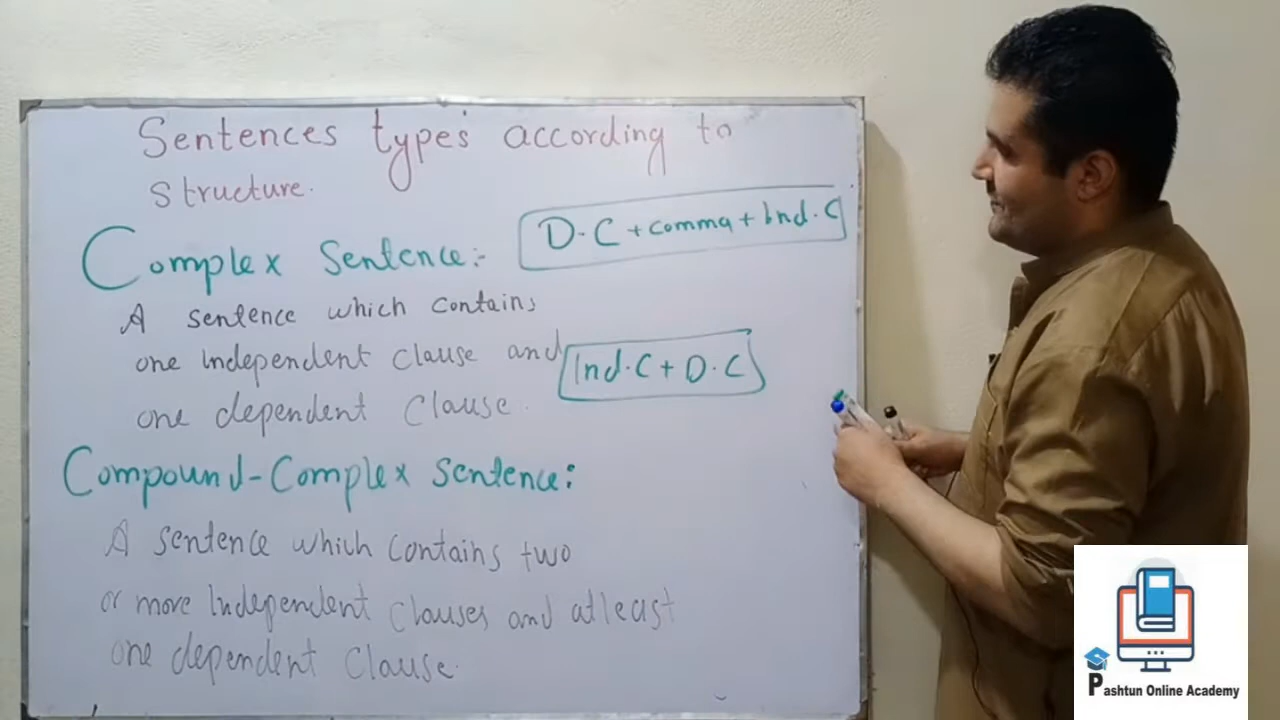 Sentences types according to
structure.
Complex Sentence:-
D.C + comma + Ind.C
A sentence which contains
one independent clause and
Ind.C + D.C
one dependent clause.
Compound-Complex sentence:
A sentence which contains two
or more Independent clauses and atleast
one dependent clause.
Pashtun Online Academy